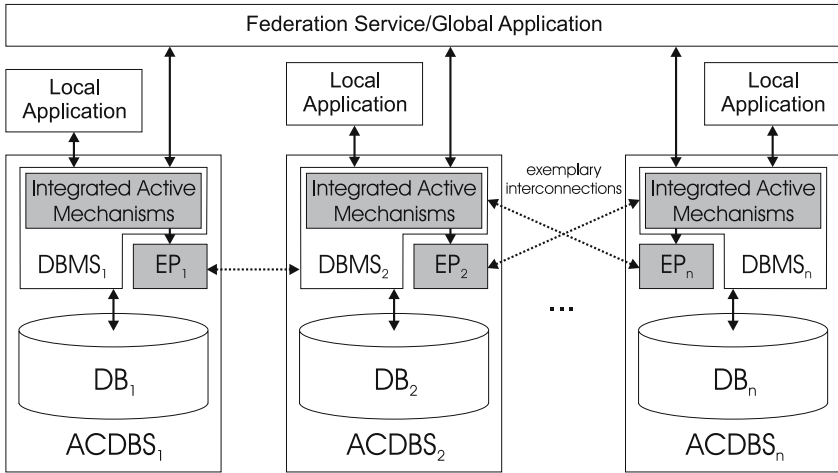 Federation Service/Global Application
Local
Application
Local
Application
Local
Application
Integrated Active
Mechanisms
Integrated Active
Mechanisms
exemplary
interconnections
Integrated Active
Mechanisms
DBMS₁
EP₁
DBMS₂
EP₂
EPₙ
DBMSₙ
...
DB₁
DB₂
DBₙ
ACDBS₁
ACDBS₂
ACDBSₙ